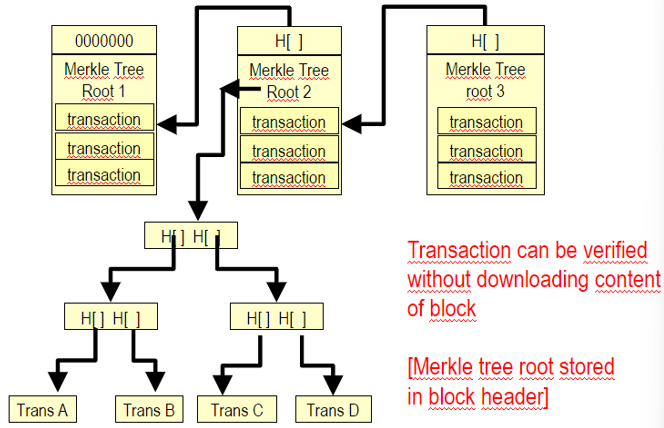 0000000
Merkle Tree
Root 1
transaction
transaction
transaction
H[ ]
Merkle Tree
Root 2
transaction
transaction
transaction
H[ ]
Merkle Tree
root 3
transaction
transaction
transaction
H[ ] H[ ]
H[ ] H[ ]
H[ ] H[ ]
Trans A
Trans B
Trans C
Trans D
Transaction can be verified
without downloading content
of block
[Merkle tree root stored
in block header]